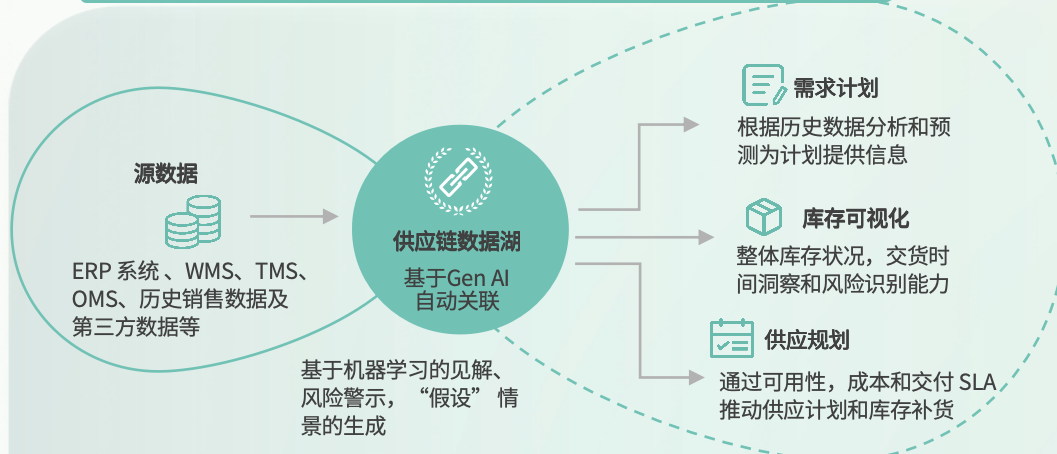 源数据
ERP 系统 、WMS、TMS、
OMS、历史销售数据及
第三方数据等
供应链数据湖
基于Gen AI
自动关联
基于机器学习的见解、
风险警示，“假设” 情
景的生成
需求计划
根据历史数据分析和预
测为计划提供信息
库存可视化
整体库存状况，交货时
间洞察和风险识别能力
供应规划
通过可用性，成本和交付 SLA
推动供应计划和库存补货